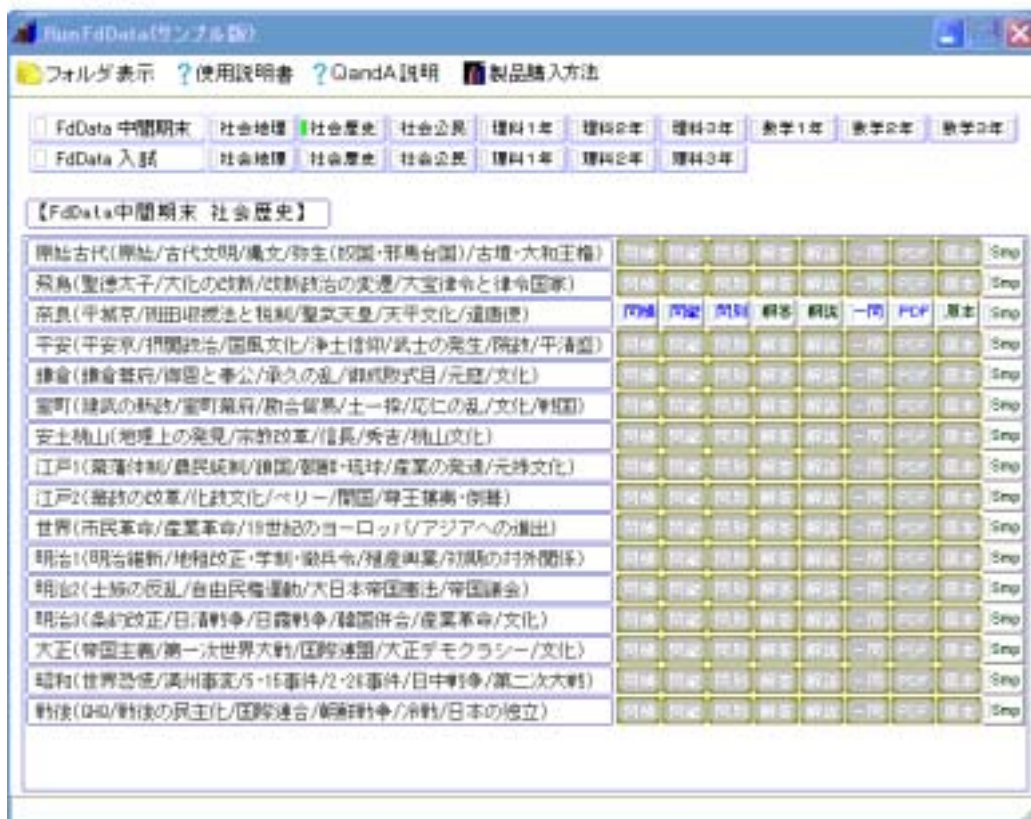 RunFdData(サンプル版)
フォルダ表示 ?使用説明書 ?QandA説明 製品購入方法
FdData 中間期末 社会地理 社会歴史 社会公民 理科1年 理科2年 理科3年 数学1年 数学2年 数学3年
FdData 入試 社会地理 社会歴史 社会公民 理科1年 理科2年 理科3年
【FdData中間期末 社会歴史】
原始古代(原始/古代文明/縄文/弥生(奴国・邪馬台国)/古墳・大和王権) Smp
飛鳥(聖徳太子/大化の改新/改新政治の変遷/大宝律令と律令国家) Smp
奈良(平城京/班田収授法と税制/聖武天皇/天平文化/遣唐使) 問横 問縦 問別 解答 解説 一問 PDF 原本 Smp
平安(平安京/摂関政治/国風文化/浄土信仰/武士の発生/院政/平清盛) Smp
鎌倉(鎌倉幕府/御恩と奉公/承久の乱/御成敗式目/元寇/文化) Smp
室町(建武の新政/室町幕府/勘合貿易/土一揆/応仁の乱/文化/戦国) Smp
安土桃山(地理上の発見/宗教改革/信長/秀吉/桃山文化) Smp
江戸1(幕藩体制/農民統制/鎖国/朝鮮・琉球/産業の発達/元禄文化) Smp
江戸2(幕政の改革/化政文化/ペリー/開国/尊王攘夷・倒幕) Smp
世界(市民革命/産業革命/19世紀のヨーロッパ/アジアへの進出) Smp
明治1(明治維新/地租改正・学制・徴兵令/殖産興業/初期の対外関係) Smp
明治2(士族の反乱/自由民権運動/大日本帝国憲法/帝国議会) Smp
明治3(条約改正/日清戦争/日露戦争/韓国併合/産業革命/文化) Smp
大正(帝国主義/第一次世界大戦/国際連盟/大正デモクラシー/文化) Smp
昭和(世界恐慌/満州事変/5・15事件/2・26事件/日中戦争/第二次大戦) Smp
戦後(GHQ/戦後の民主化/国際連合/朝鮮戦争/冷戦/日本の独立) Smp